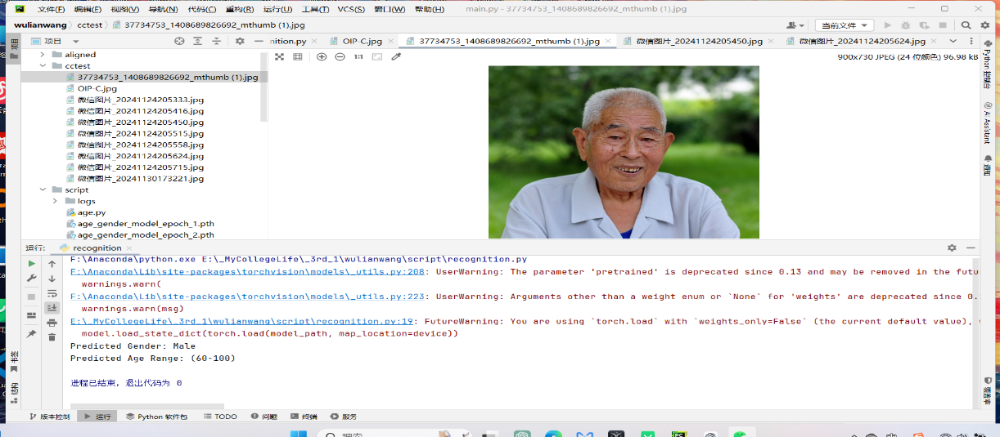 文件(F) 编辑(E) 视图(V) 导航(N) 代码(C) 重构(R) 运行(U) 工具(T) VCS(S) 窗口(W) 帮助(H) main.py - 37734753_1408689826692_mthumb (1).jpg
wulianwang cctest 37734753_1408689826692_mthumb (1).jpg 当前文件
项目 nition.py OIP-C.jpg 37734753_1408689826692_mthumb (1).jpg 微信图片_20241124205450.jpg 微信图片_20241124205624.jpg
1:1 900x730 JPEG (24 位颜色) 96.98 kB
aligned
cctest
37734753_1408689826692_mthumb (1).jpg
OIP-C.jpg
微信图片_20241124205333.jpg
微信图片_20241124205416.jpg
微信图片_20241124205450.jpg
微信图片_20241124205515.jpg
微信图片_20241124205558.jpg
微信图片_20241124205624.jpg
微信图片_20241124205715.jpg
微信图片_20241130173221.jpg
script
logs
age.py
age_gender_model_epoch_1.pth
age_gender_model_epoch_2.pth
项目
Python 控制台
AI Assistant
通知
运行: recognition
F:\Anaconda\python.exe E:\_MyCollegeLife\_3rd_1\wulianwang\script\recognition.py
F:\Anaconda\Lib\site-packages\torchvision\models\_utils.py:208: UserWarning: The parameter 'pretrained' is deprecated since 0.13 and may be removed in the futu
warnings.warn(
F:\Anaconda\Lib\site-packages\torchvision\models\_utils.py:223: UserWarning: Arguments other than a weight enum or `None` for 'weights' are deprecated since 0.
warnings.warn(msg)
E:\_MyCollegeLife\_3rd_1\wulianwang\script\recognition.py:19: FutureWarning: You are using `torch.load` with `weights_only=False` (the current default value),
model.load_state_dict(torch.load(model_path, map_location=device))
Predicted Gender: Male
Predicted Age Range: (60-100)
进程已结束, 退出代码为 0
书签
结构
覆盖率
版本控制 运行 Python 软件包 TODO 问题 终端 服务
搜索